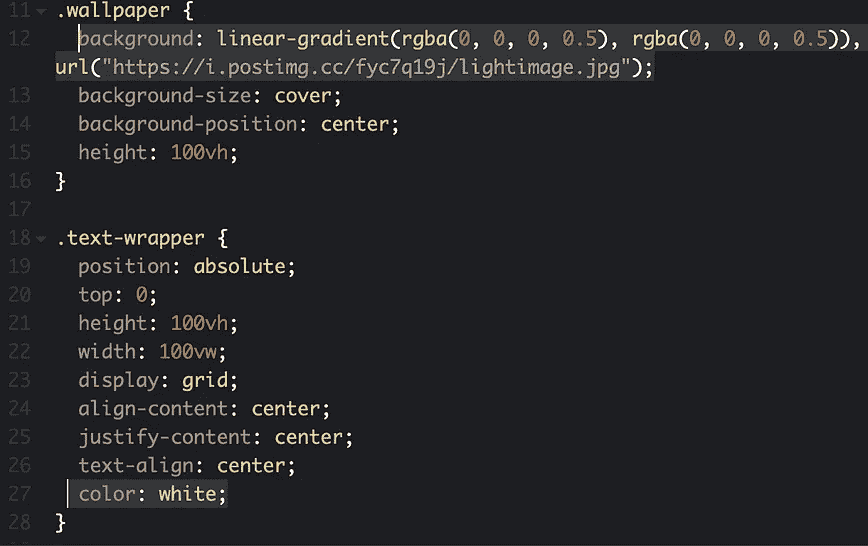 11 .wallpaper {
12 background: linear-gradient(rgba(0, 0, 0, 0.5), rgba(0, 0, 0, 0.5)),
url("https://i.postimg.cc/fyc7q19j/lightimage.jpg");
13 background-size: cover;
14 background-position: center;
15 height: 100vh;
16 }
17
18 .text-wrapper {
19 position: absolute;
20 top: 0;
21 height: 100vh;
22 width: 100vw;
23 display: grid;
24 align-content: center;
25 justify-content: center;
26 text-align: center;
27 color: white;
28 }